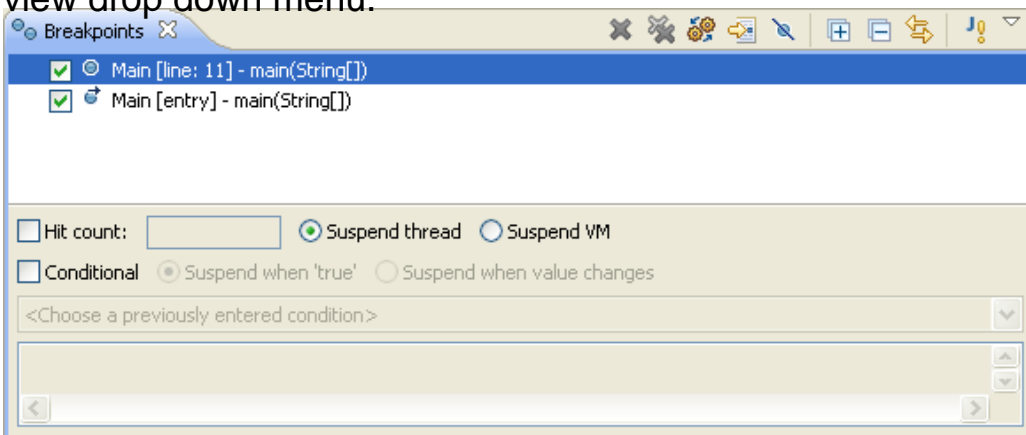 view drop down menu.
Breakpoints
Main [line: 11] - main(String[])
Main [entry] - main(String[])
Hit count: Suspend thread Suspend VM
Conditional Suspend when 'true' Suspend when value changes
<Choose a previously entered condition>